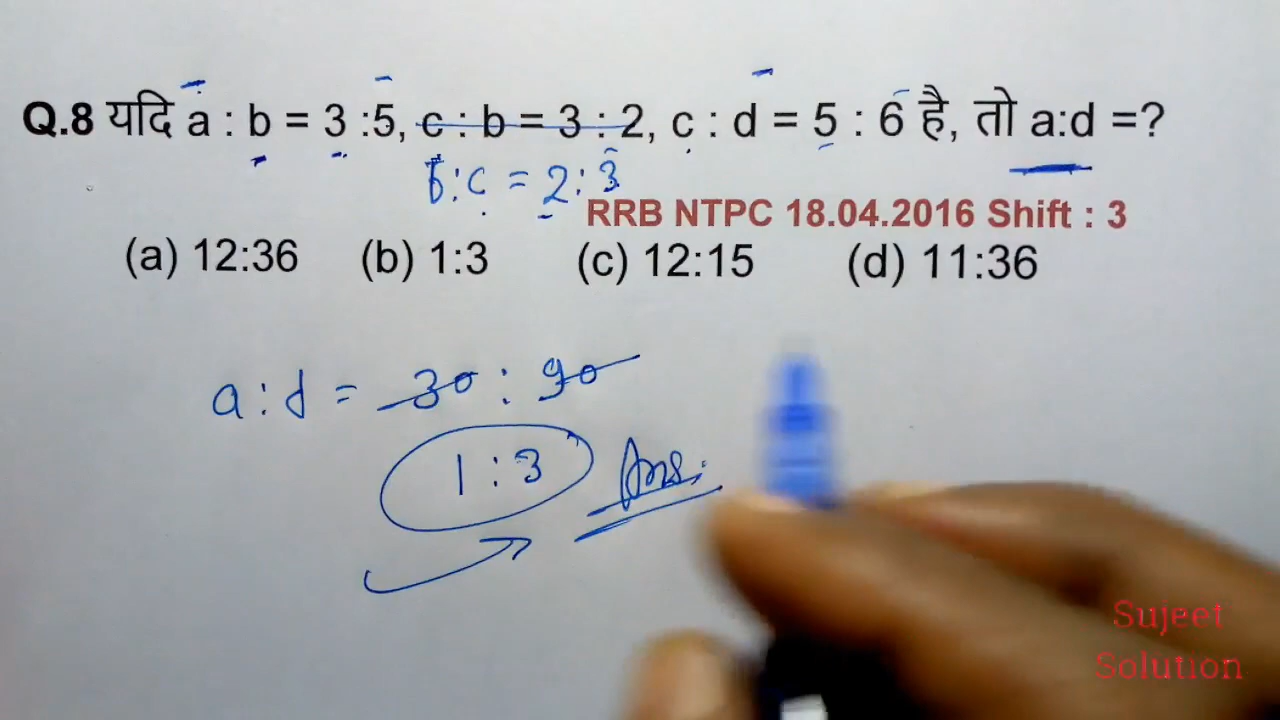 Q.8 यदि a : b = 3 :5, c : b = 3 : 2, c : d = 5 : 6 है, तो a:d =?
b:c = 2:3
RRB NTPC 18.04.2016 Shift : 3
(a) 12:36 (b) 1:3 (c) 12:15 (d) 11:36
a:d = 30 : 90
1 : 3 Ans.
Sujeet
Solution